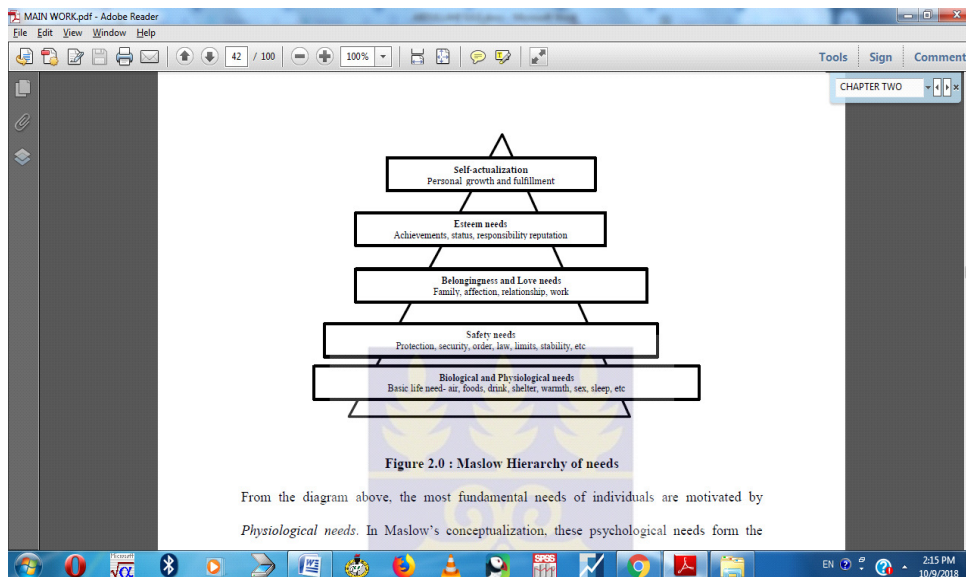 MAIN WORK.pdf - Adobe Reader
File Edit View Window Help
42 / 100
100%
Tools Sign Comment
CHAPTER TWO
Self-actualization
Personal growth and fulfillment
Esteem needs
Achievements, status, responsibility reputation
Belongingness and Love needs
Family, affection, relationship, work
Safety needs
Protection, security, order, law, limits, stability, etc
Biological and Physiological needs
Basic life need- air, foods, drink, shelter, warmth, sex, sleep, etc
Figure 2.0 : Maslow Hierarchy of needs
From the diagram above, the most fundamental needs of individuals are motivated by
Physiological needs. In Maslow's conceptualization, these psychological needs form the
Microsoft
√α
SPSS
EN
2:15 PM
10/9/2018